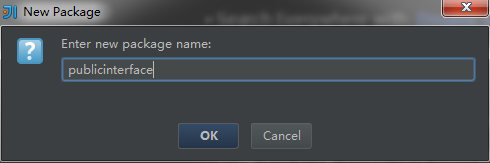 New Package
Enter new package name:
publicinterface
OK
Cancel